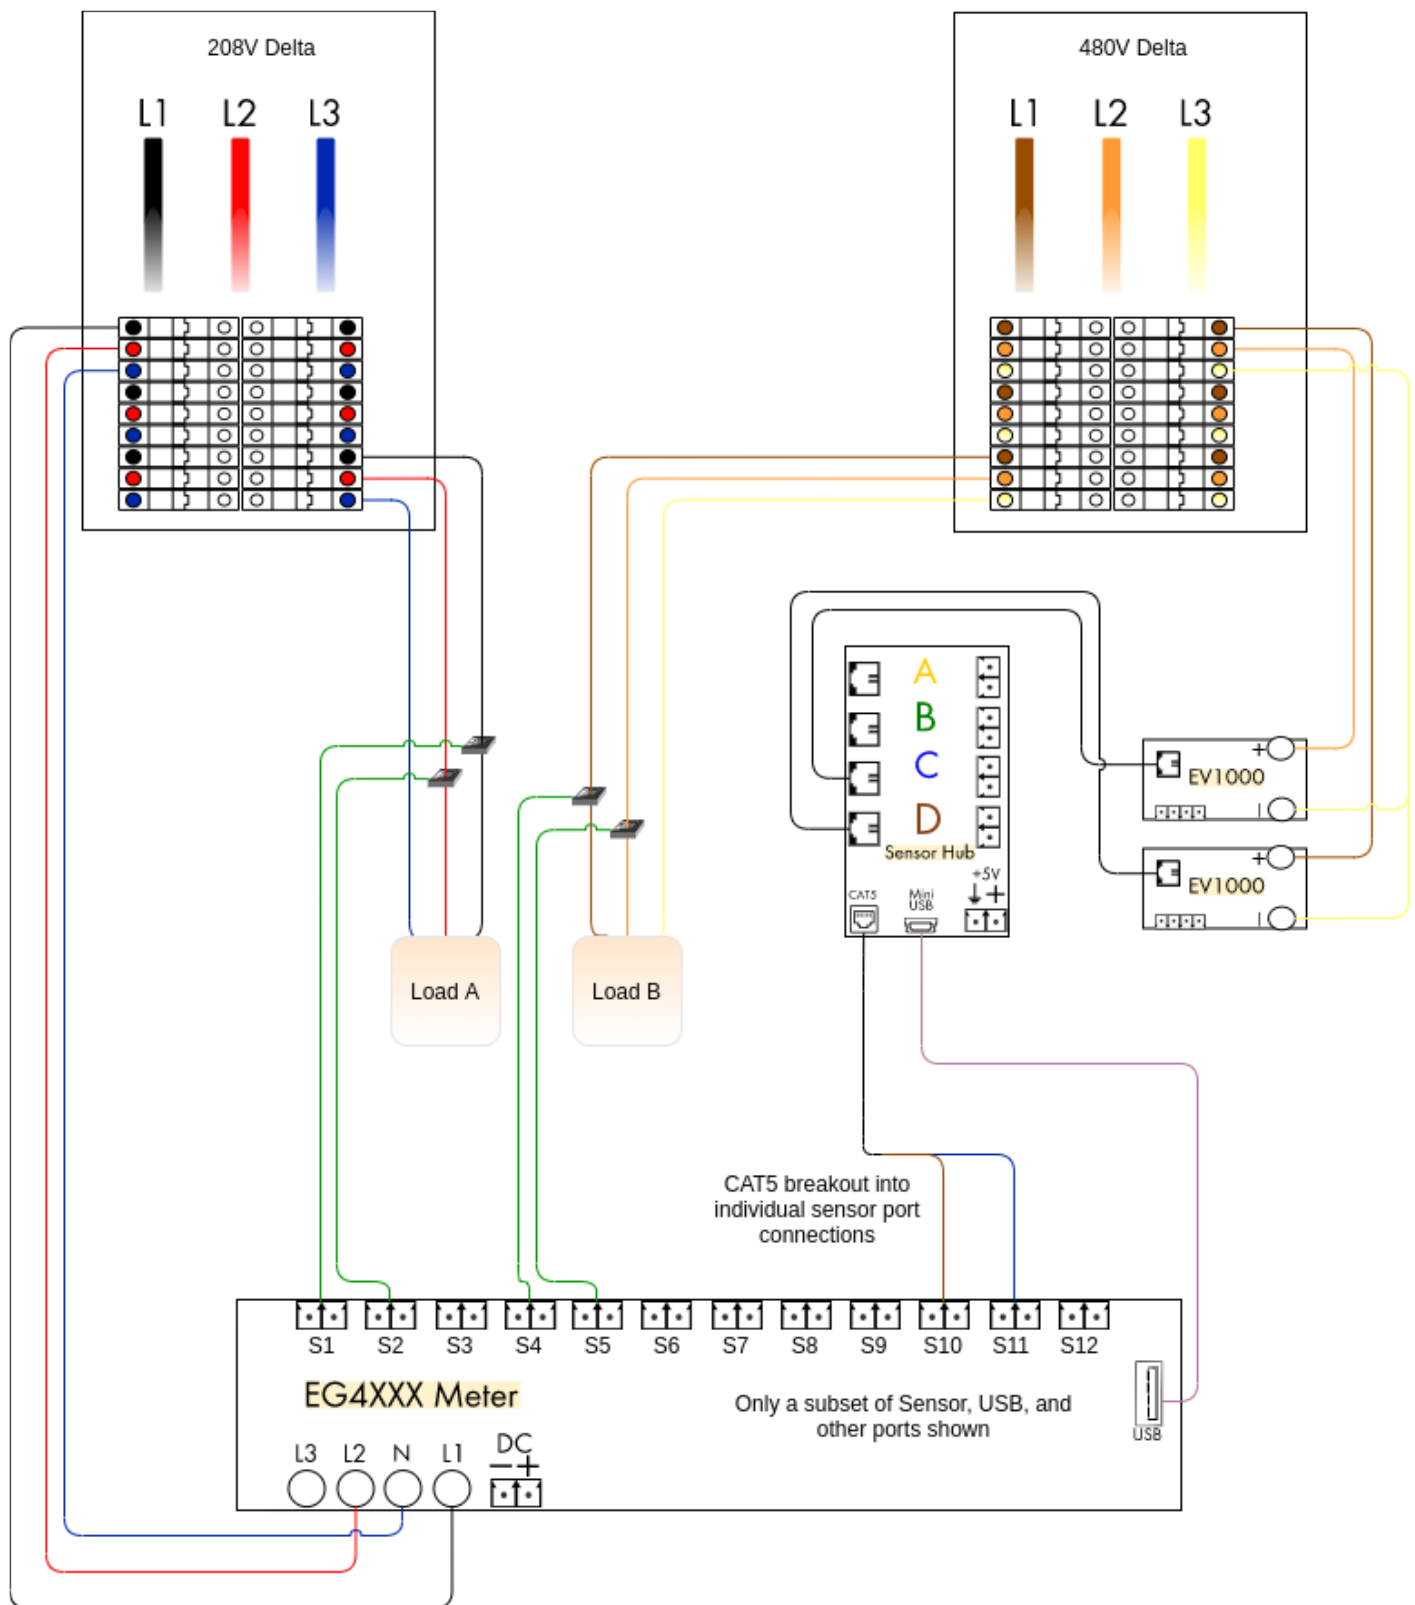 208V Delta
L1 L2 L3
480V Delta
L1 L2 L3
A
B
C
D
Sensor Hub
+5V
CAT5
Mini
USB
+
EV1000
+
EV1000
Load A
Load B
CAT5 breakout into
individual sensor port
connections
S1 S2 S3 S4 S5 S6 S7 S8 S9 S10 S11 S12
EG4XXX Meter
Only a subset of Sensor, USB, and
other ports shown
USB
L3 L2 N L1
DC
− +